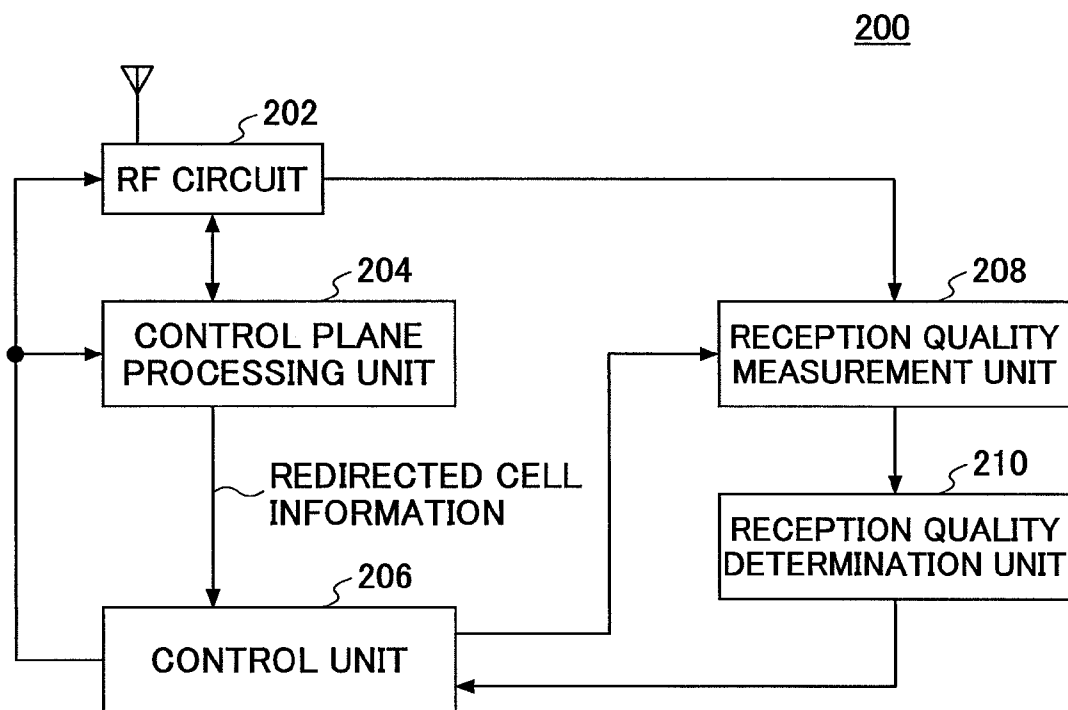 200
202
RF CIRCUIT
204
CONTROL PLANE
PROCESSING UNIT
208
RECEPTION QUALITY
MEASUREMENT UNIT
REDIRECTED CELL
INFORMATION
210
RECEPTION QUALITY
DETERMINATION UNIT
206
CONTROL UNIT